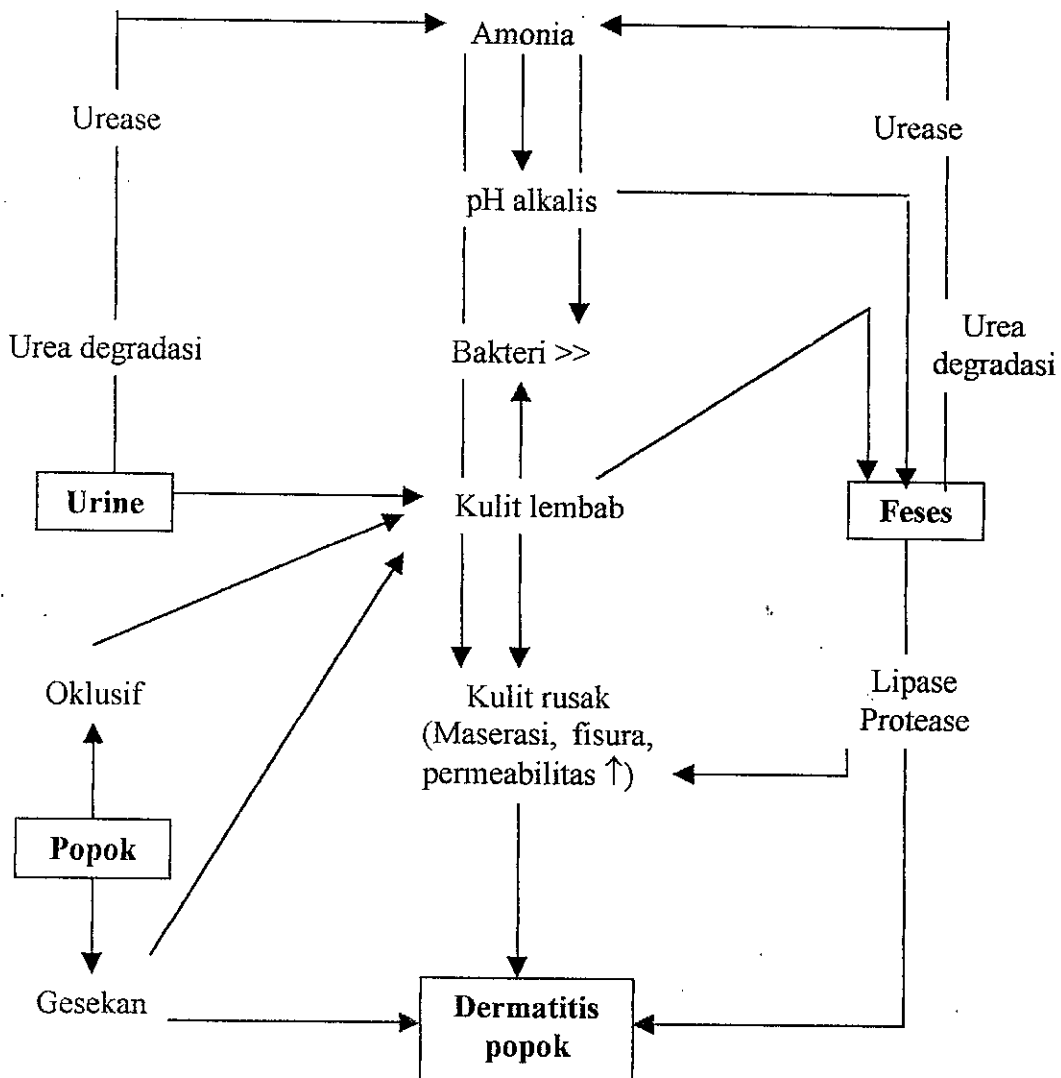 Amonia
Urease
Urease
pH alkalis
Urea degradasi
Bakteri >>
Urea
degradasi
Urine
Kulit lembab
Feses
Oklusif
Kulit rusak
(Maserasi, fisura,
permeabilitas ↑)
Lipase
Protease
Popok
Gesekan
Dermatitis
popok